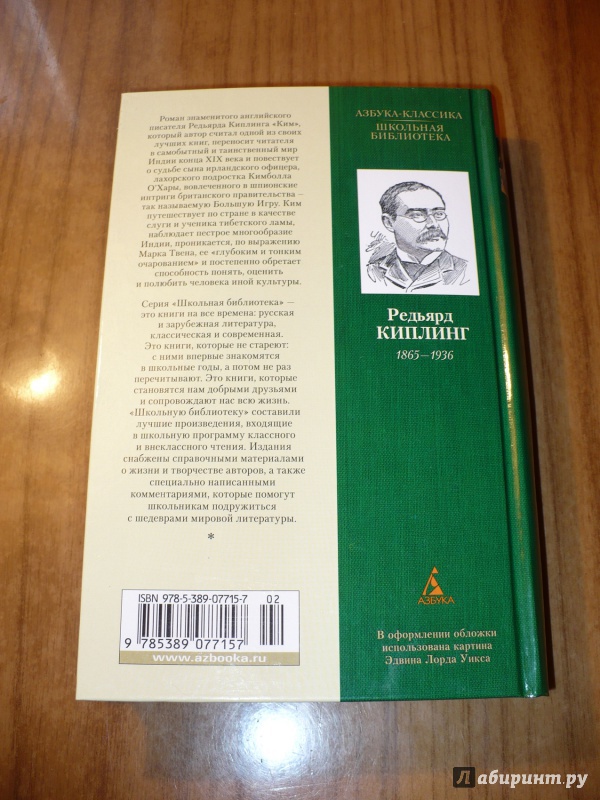 Роман знаменитого английского
писателя Редьярда Киплинга «Ким»,
который автор считал одной из своих
лучших книг, переносит читателя
в самобытный и таинственный мир
Индии конца XIX века и повествует
о судьбе сына ирландского офицера,
лахорского подростка Кимболла
О'Хары, вовлеченного в шпионские
интриги британского правительства —
так называемую Большую Игру. Ким
путешествует по стране в качестве
слуги и ученика тибетского ламы,
наблюдает пестрое многообразие
Индии, проникается, по выражению
Марка Твена, ее «глубоким и тонким
очарованием» и постепенно обретает
способность понять, оценить
и полюбить человека иной культуры.
Серия «Школьная библиотека» —
это книги на все времена: русская
и зарубежная литература,
классическая и современная.
Это книги, которые не стареют:
с ними впервые знакомятся
в школьные годы, а потом не раз
перечитывают. Это книги, которые
становятся нам добрыми друзьями
и сопровождают нас всю жизнь.
«Школьную библиотеку» составили
лучшие произведения, входящие
в школьную программу классного
и внеклассного чтения. Издания
снабжены справочными материалами
о жизни и творчестве авторов, а также
специально написанными
комментариями, которые помогут
школьникам подружиться
с шедеврами мировой литературы.
*
ISBN 978-5-389-07715-7 02
9 785389 077157
www.azbooka.ru
АЗБУКА-КЛАССИКА
ШКОЛЬНАЯ
БИБЛИОТЕКА
Редьярд
КИПЛИНГ
1865—1936
АЗБУКА
В оформлении обложки
использована картина
Эдвина Лорда Уикса
Лабиринт.ру